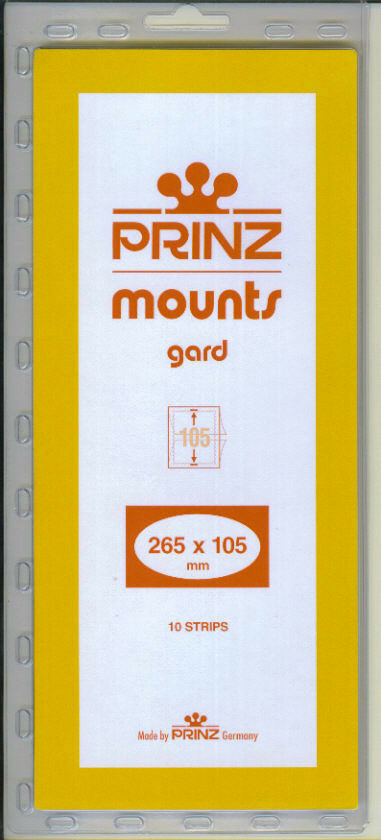 PRINZ
mounts
gard
105
265 x 105
mm
10 STRIPS
Made by PRINZ Germany